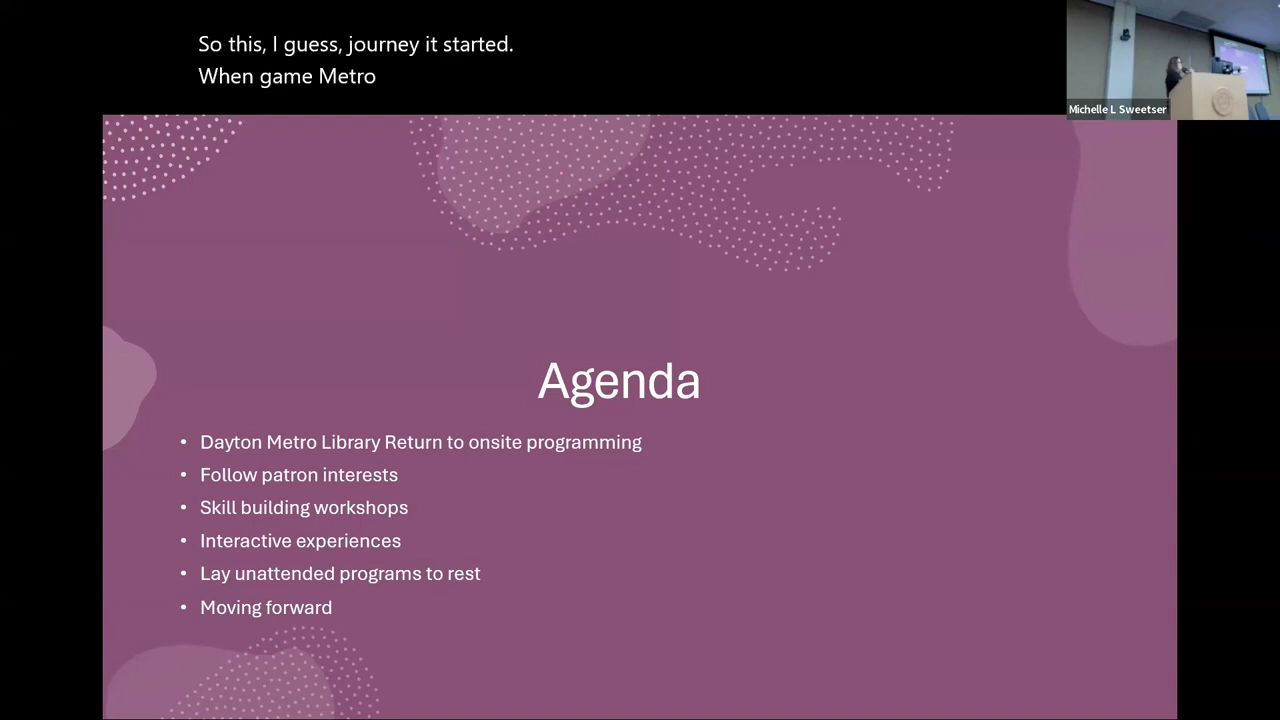 So this, I guess, journey it started.
When game Metro
Michelle L Sweetser
Agenda
• Dayton Metro Library Return to onsite programming
• Follow patron interests
• Skill building workshops
• Interactive experiences
• Lay unattended programs to rest
• Moving forward